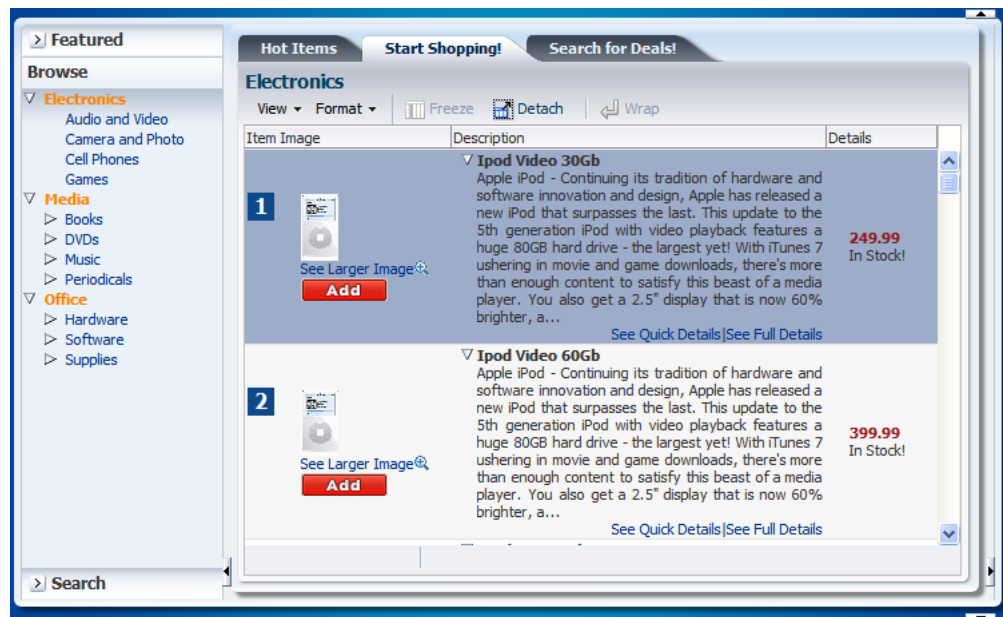 Featured
Browse
Electronics
Audio and Video
Camera and Photo
Cell Phones
Games
Media
Books
DVDs
Music
Periodicals
Office
Hardware
Software
Supplies
Search
Hot Items
Start Shopping!
Search for Deals!
Electronics
View
Format
Freeze
Detach
Wrap
Item Image
Description
Details
1
See Larger Image
Add
Ipod Video 30Gb
Apple iPod - Continuing its tradition of hardware and
software innovation and design, Apple has released a
new iPod that surpasses the last. This update to the
5th generation iPod with video playback features a
huge 80GB hard drive - the largest yet! With iTunes 7
ushering in movie and game downloads, there's more
than enough content to satisfy this beast of a media
player. You also get a 2.5" display that is now 60%
brighter, a...
See Quick Details|See Full Details
249.99
In Stock!
2
See Larger Image
Add
Ipod Video 60Gb
Apple iPod - Continuing its tradition of hardware and
software innovation and design, Apple has released a
new iPod that surpasses the last. This update to the
5th generation iPod with video playback features a
huge 80GB hard drive - the largest yet! With iTunes 7
ushering in movie and game downloads, there's more
than enough content to satisfy this beast of a media
player. You also get a 2.5" display that is now 60%
brighter, a...
See Quick Details|See Full Details
399.99
In Stock!